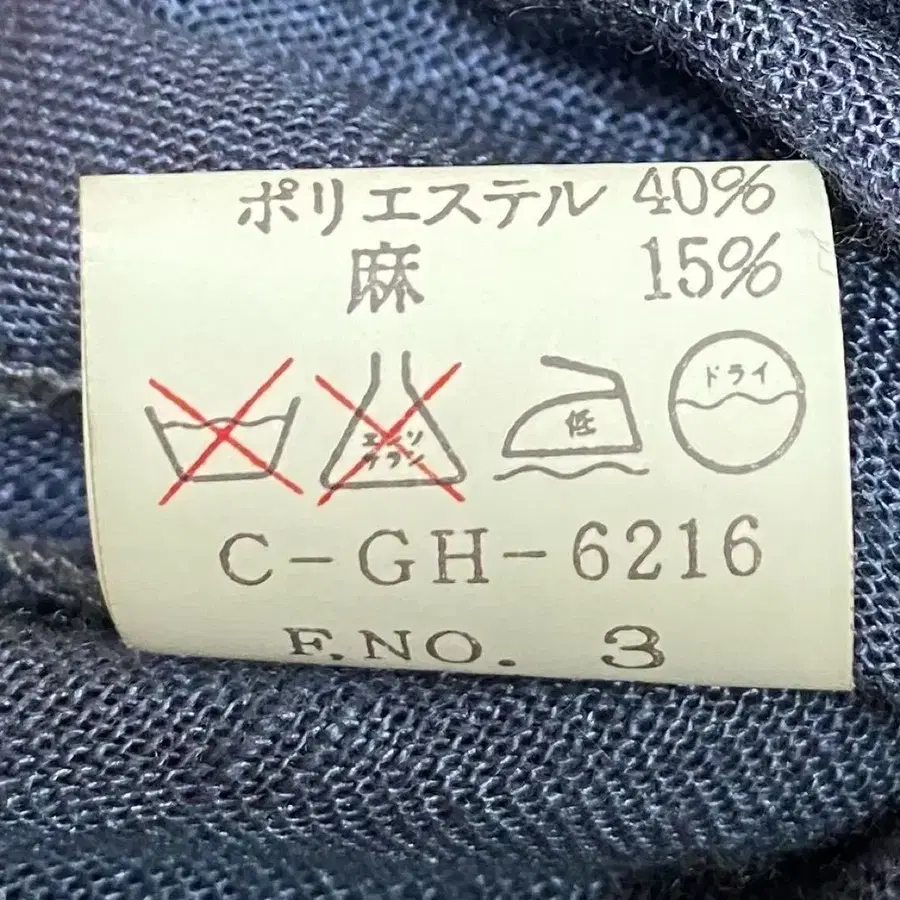 ポリエステル 40%
麻 15%
エンソ
サラシ
低
ドライ
C-GH-6216
F.NO. 3